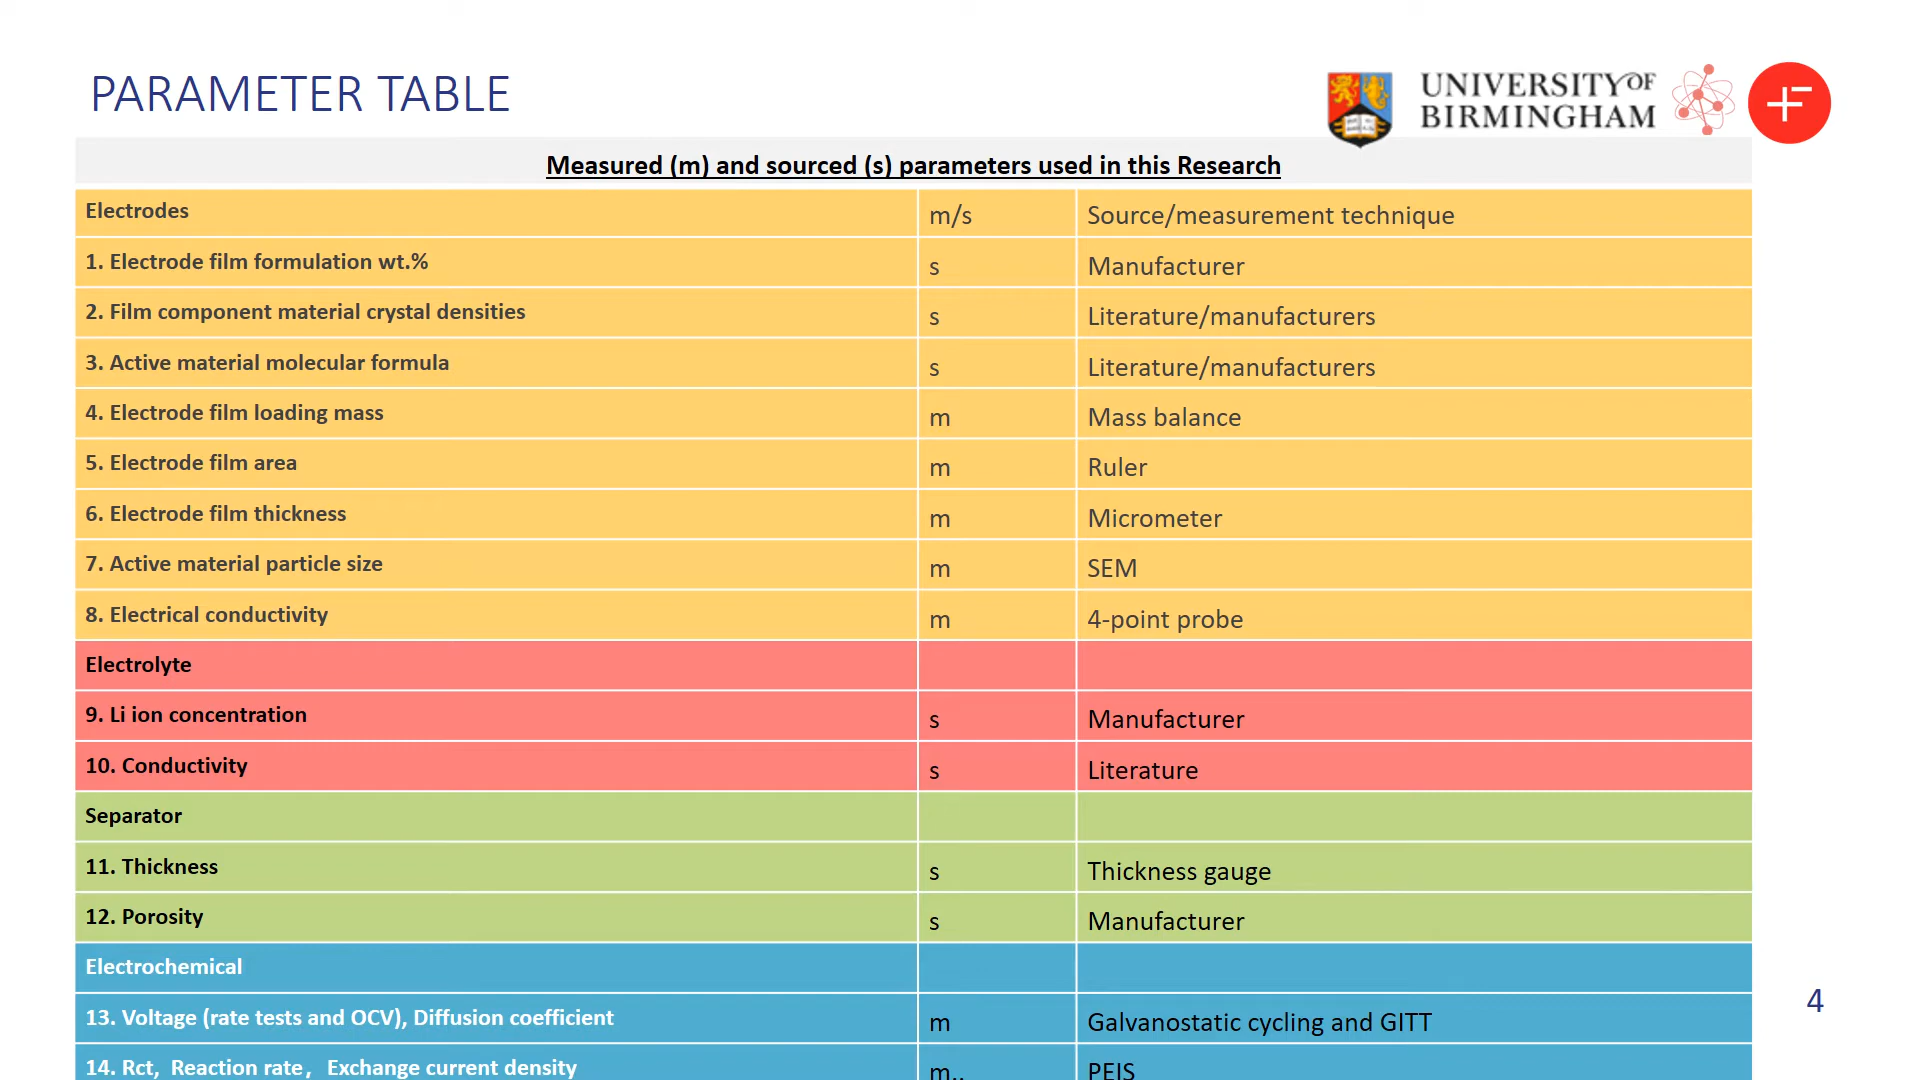 PARAMETER TABLE
UNIVERSITY OF
BIRMINGHAM
Measured (m) and sourced (s) parameters used in this Research
Electrodes m/s Source/measurement technique
1. Electrode film formulation wt.% s Manufacturer
2. Film component material crystal densities s Literature/manufacturers
3. Active material molecular formula s Literature/manufacturers
4. Electrode film loading mass m Mass balance
5. Electrode film area m Ruler
6. Electrode film thickness m Micrometer
7. Active material particle size m SEM
8. Electrical conductivity m 4-point probe
Electrolyte
9. Li ion concentration s Manufacturer
10. Conductivity s Literature
Separator
11. Thickness s Thickness gauge
12. Porosity s Manufacturer
Electrochemical
13. Voltage (rate tests and OCV), Diffusion coefficient m Galvanostatic cycling and GITT
14. Rct, Reaction rate, Exchange current density m.. PEIS
4